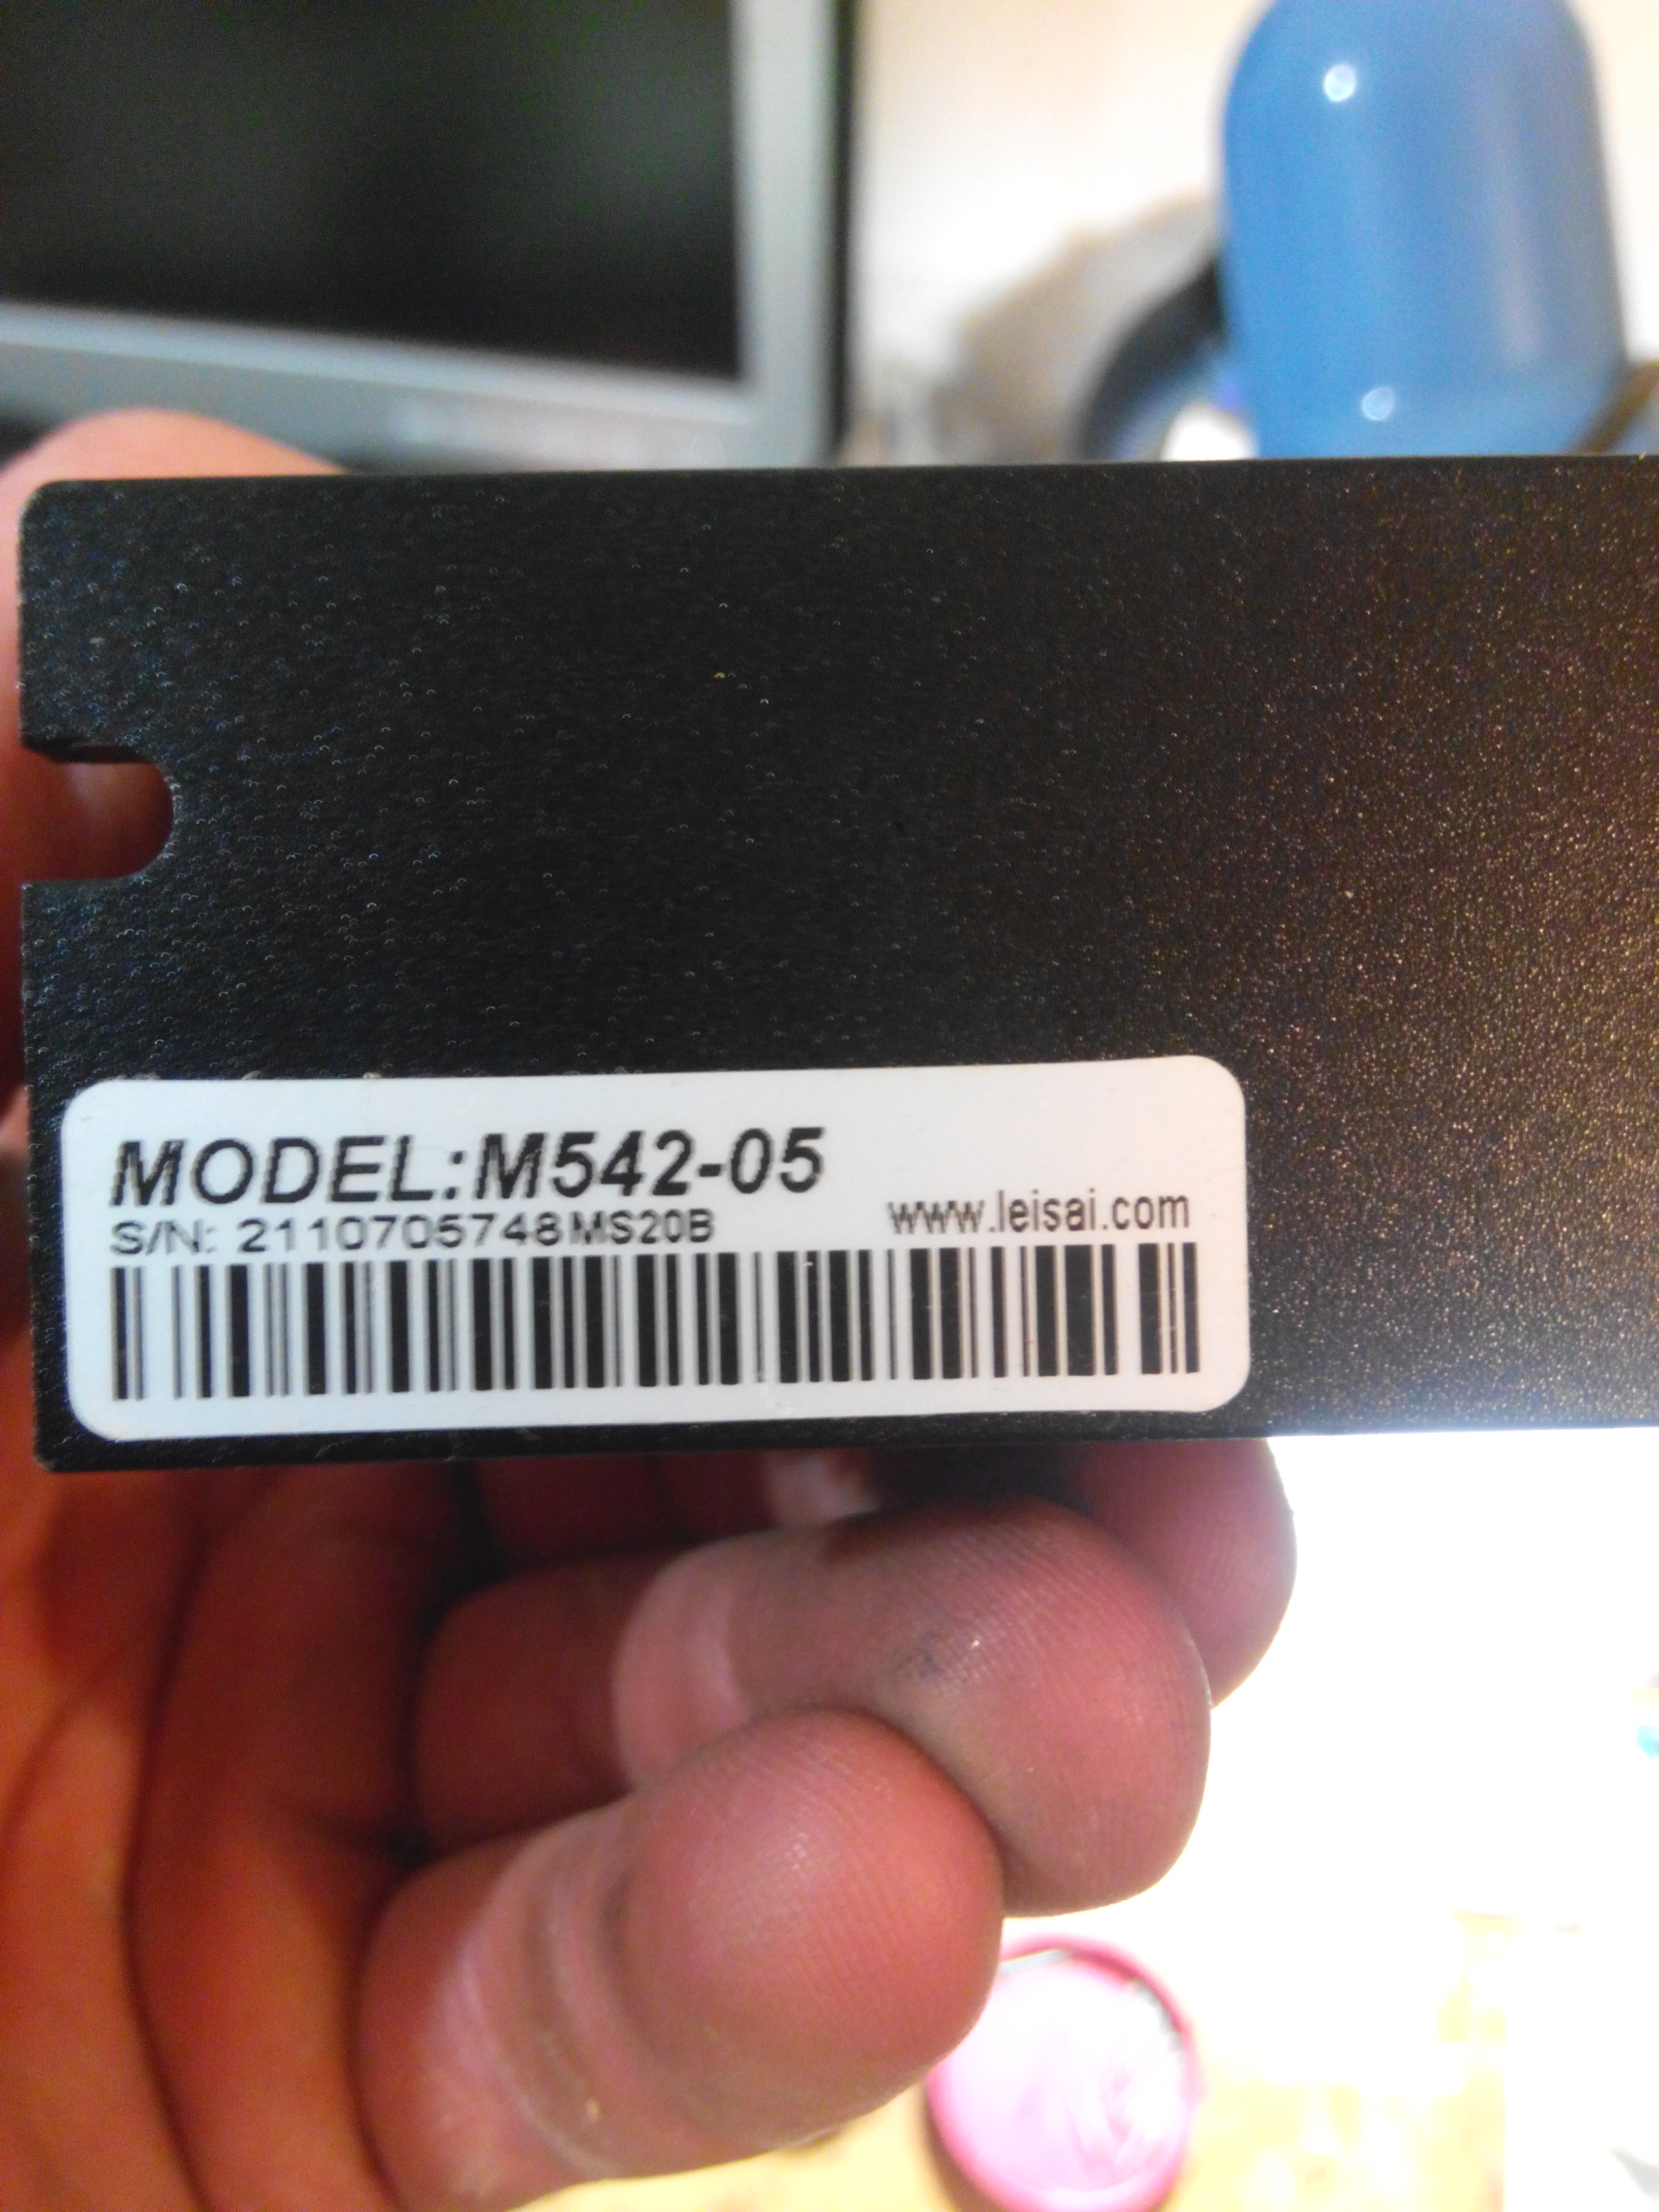 MODEL:M542-05
S/N: 2110705748MS20B
www.leisai.com